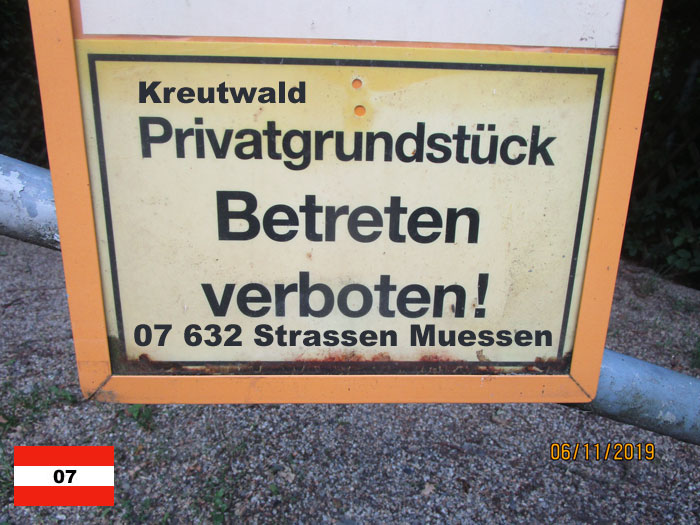 Kreutwald
Privatgrundstück
Betreten
verboten!
07 632 Strassen Muessen
07
06/11/2019